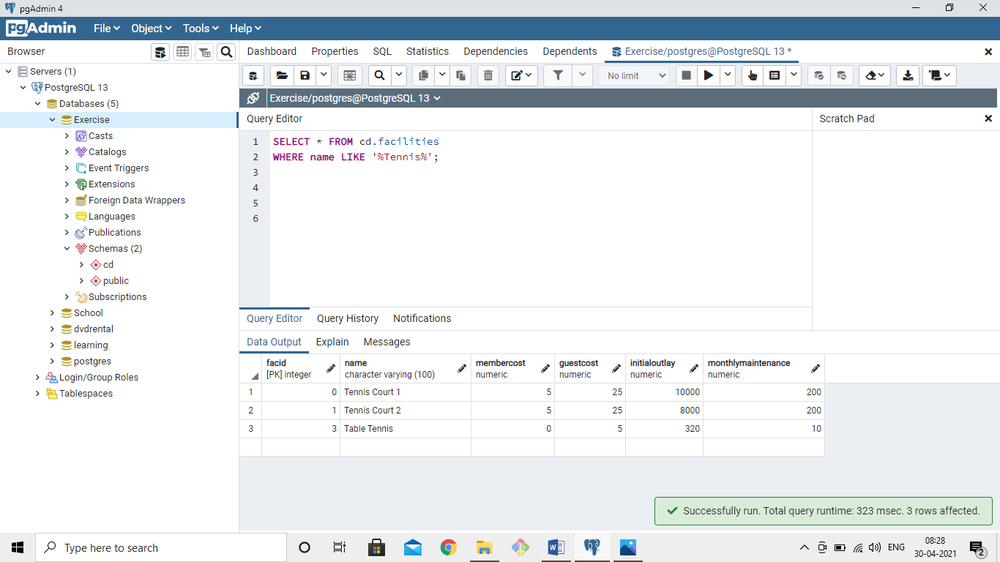 pgAdmin 4
pgAdmin File Object Tools Help
Browser
Dashboard Properties SQL Statistics Dependencies Dependents Exercise/postgres@PostgreSQL 13 *
No limit
Servers (1)
PostgreSQL 13
Databases (5)
Exercise
Casts
Catalogs
Event Triggers
Extensions
Foreign Data Wrappers
Languages
Publications
Schemas (2)
cd
public
Subscriptions
School
dvdrental
learning
postgres
Login/Group Roles
Tablespaces
Exercise/postgres@PostgreSQL 13
Query Editor
Scratch Pad
1 SELECT * FROM cd.facilities
2 WHERE name LIKE '%Tennis%';
3
4
5
6
Query Editor Query History Notifications
Data Output Explain Messages
facid name membercost guestcost initialoutlay monthlymaintenance
[PK] integer character varying (100) numeric numeric numeric numeric
1 0 Tennis Court 1 5 25 10000 200
2 1 Tennis Court 2 5 25 8000 200
3 3 Table Tennis 0 5 320 10
Successfully run. Total query runtime: 323 msec. 3 rows affected.
Type here to search
ENG
08:28
30-04-2021
2